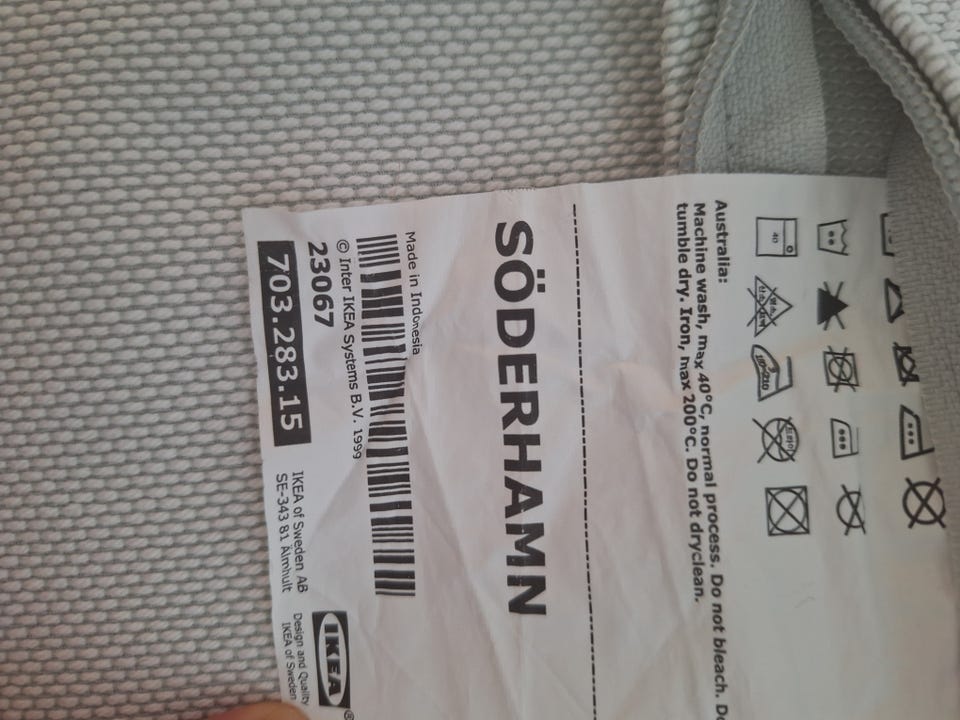 Australia:
Machine wash, max 40°C, normal process. Do not bleach. Do
tumble dry. Iron, max 200°C. Do not dryclean.
SÖDERHAMN
Made in Indonesia
© Inter IKEA Systems B.V. 1999
23067
703.283.15
IKEA of Sweden AB
SE-343 81 Älmhult
IKEA®
Design and Quality
IKEA of Sweden